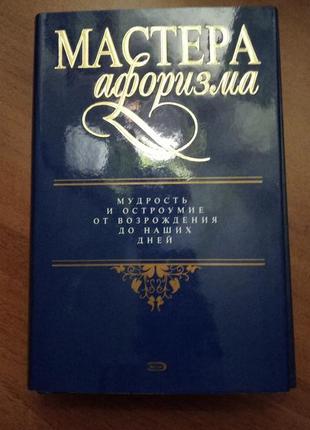 МАСТЕРА
афоризма
МУДРОСТЬ
И ОСТРОУМИЕ
ОТ ВОЗРОЖДЕНИЯ
ДО НАШИХ
ДНЕЙ